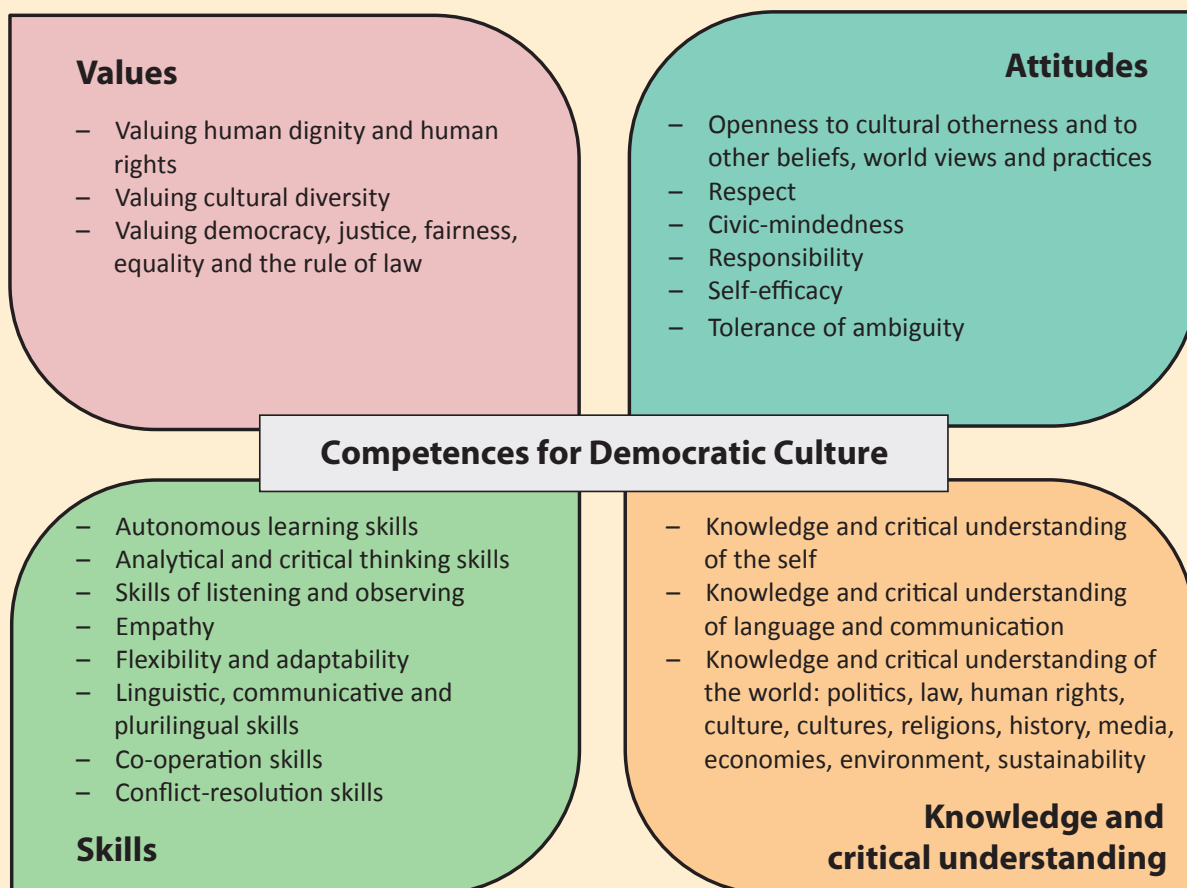 Values
– Valuing human dignity and human
rights
– Valuing cultural diversity
– Valuing democracy, justice, fairness,
equality and the rule of law
Attitudes
– Openness to cultural otherness and to
other beliefs, world views and practices
– Respect
– Civic-mindedness
– Responsibility
– Self-efficacy
– Tolerance of ambiguity
Competences for Democratic Culture
– Autonomous learning skills
– Analytical and critical thinking skills
– Skills of listening and observing
– Empathy
– Flexibility and adaptability
– Linguistic, communicative and
plurilingual skills
– Co-operation skills
– Conflict-resolution skills
Skills
– Knowledge and critical understanding
of the self
– Knowledge and critical understanding
of language and communication
– Knowledge and critical understanding of
the world: politics, law, human rights,
culture, cultures, religions, history, media,
economies, environment, sustainability
Knowledge and
critical understanding